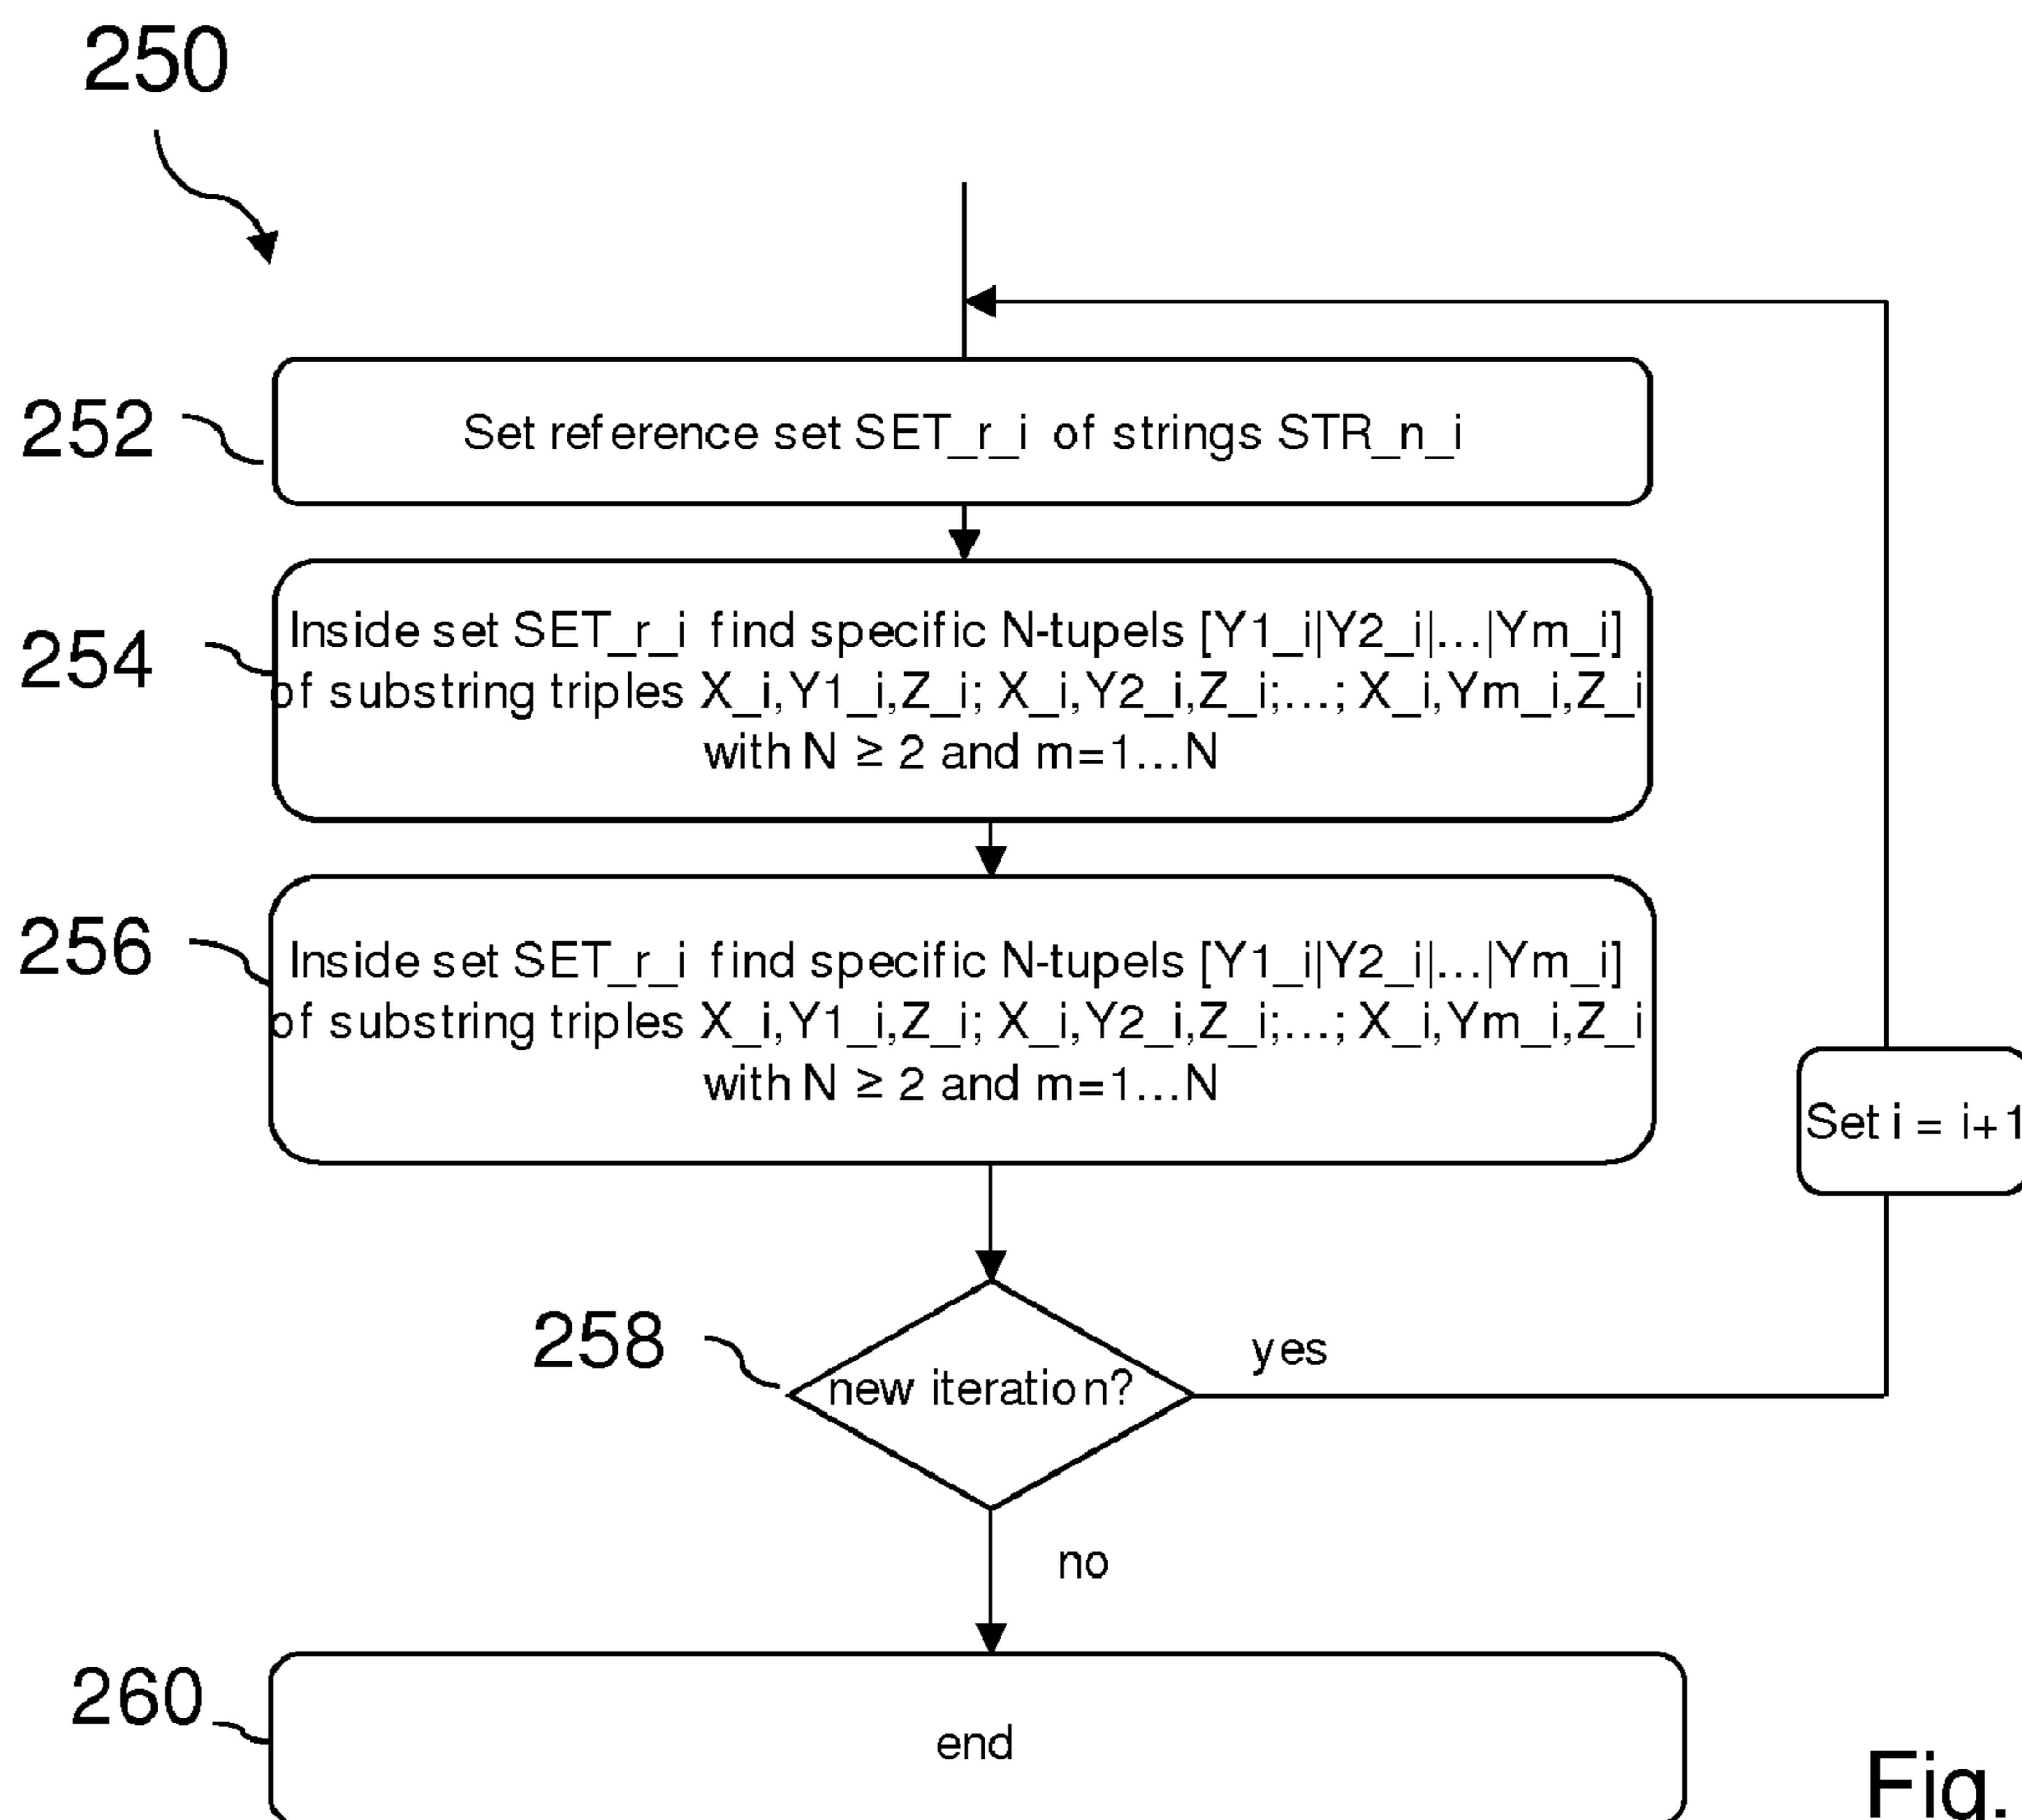 250
252
Set reference set SET_r_i of strings STR_n_i
254
Inside set SET_r_i find specific N-tupels [Y1_i|Y2_i|...|Ym_i]
of substring triples X_i,Y1_i,Z_i; X_i,Y2_i,Z_i;...; X_i,Ym_i,Z_i
with N ≥ 2 and m=1...N
256
Inside set SET_r_i find specific N-tupels [Y1_i|Y2_i|...|Ym_i]
of substring triples X_i,Y1_i,Z_i; X_i,Y2_i,Z_i;...; X_i,Ym_i,Z_i
with N ≥ 2 and m=1...N
Set i = i+1
258
new iteration?
yes
no
260
end
Fig.